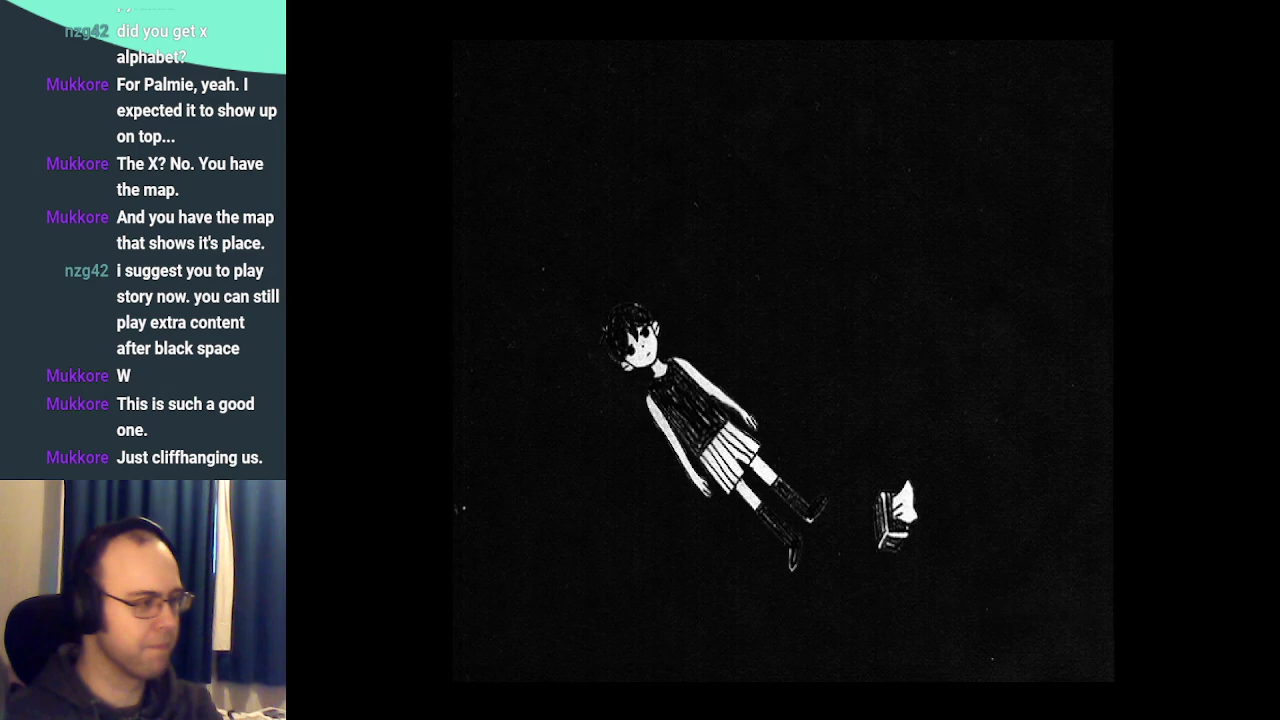 nzg42 did you get x
alphabet?
Mukkore For Palmie, yeah. I
expected it to show up
on top...
Mukkore The X? No. You have
the map.
Mukkore And you have the map
that shows it's place.
nzg42 i suggest you to play
story now. you can still
play extra content
after black space
Mukkore W
Mukkore This is such a good
one.
Mukkore Just cliffhanging us.